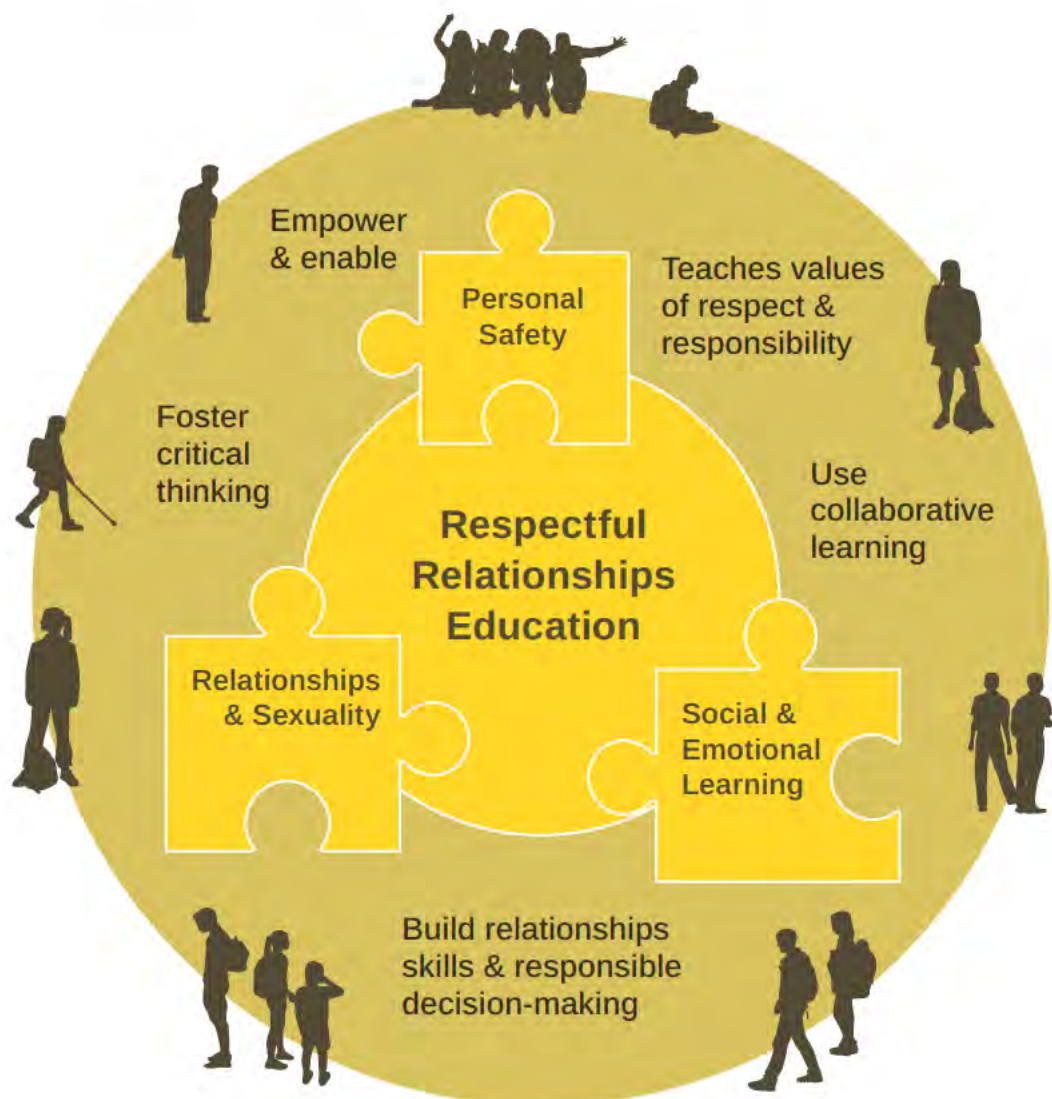 Empower
& enable
Personal
Safety
Teaches values
of respect &
responsibility
Foster
critical
thinking
Use
collaborative
learning
Respectful
Relationships
Education
Relationships
& Sexuality
Social &
Emotional
Learning
Build relationships
skills & responsible
decision-making